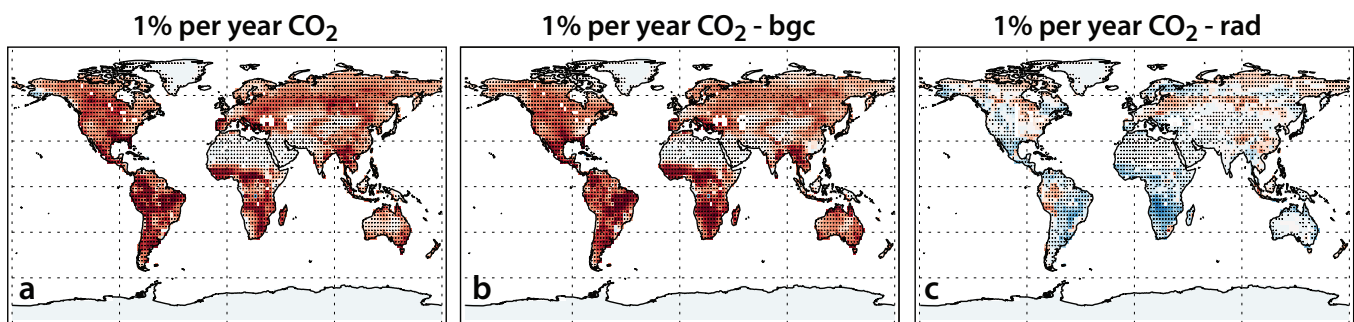 1% per year CO₂
1% per year CO₂ - bgc
1% per year CO₂ - rad
a
b
c